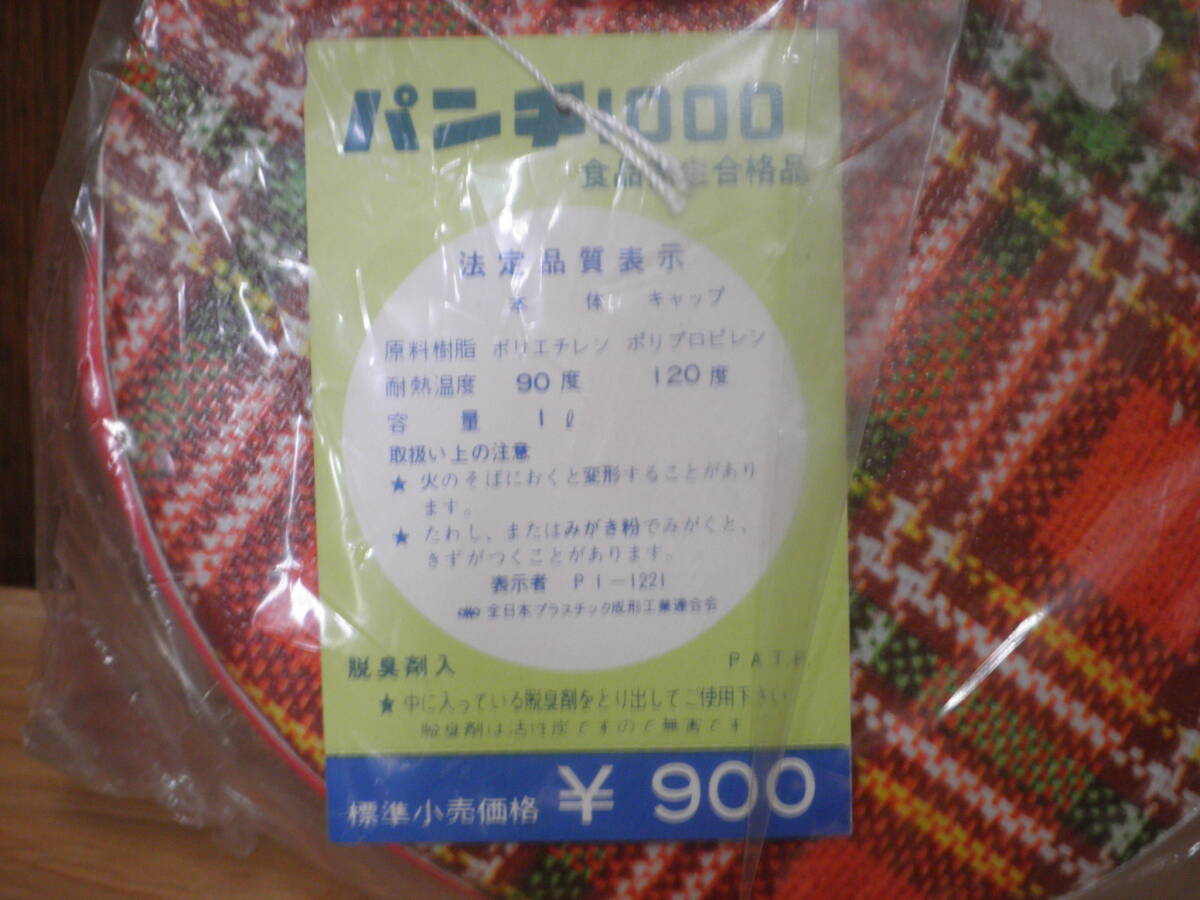 パンチ1000
食品衛生合格品
法定品質表示
本体 キャップ
原料樹脂 ポリエチレン ポリプロピレン
耐熱温度 90度 120度
容量 1ℓ
取扱い上の注意
★ 火のそばにおくと変形することがあり
ます。
★ たわし、またはみがき粉でみがくと、
きずがつくことがあります。
表示者 PI-1221
全日本プラスチック成形工業連合会
脱臭剤入 P.A.T.P
★ 中に入っている脱臭剤をとり出してご使用下さい
脱臭剤は活性炭ですので無害です
標準小売価格 ¥900